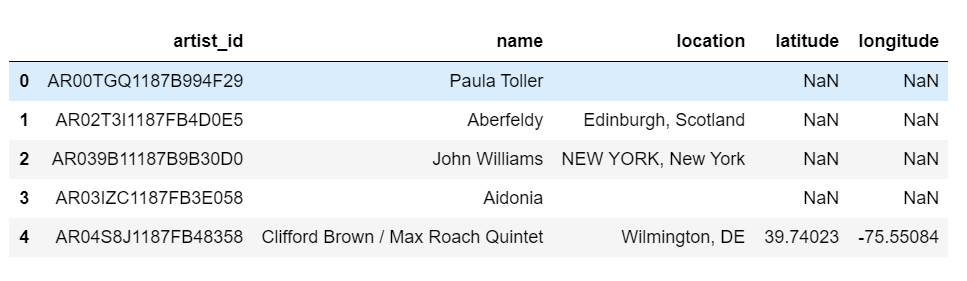 artist_id name location latitude longitude
0 AR00TGQ1187B994F29 Paula Toller NaN NaN
1 AR02T3I1187FB4D0E5 Aberfeldy Edinburgh, Scotland NaN NaN
2 AR039B11187B9B30D0 John Williams NEW YORK, New York NaN NaN
3 AR03IZC1187FB3E058 Aidonia NaN NaN
4 AR04S8J1187FB48358 Clifford Brown / Max Roach Quintet Wilmington, DE 39.74023 -75.55084